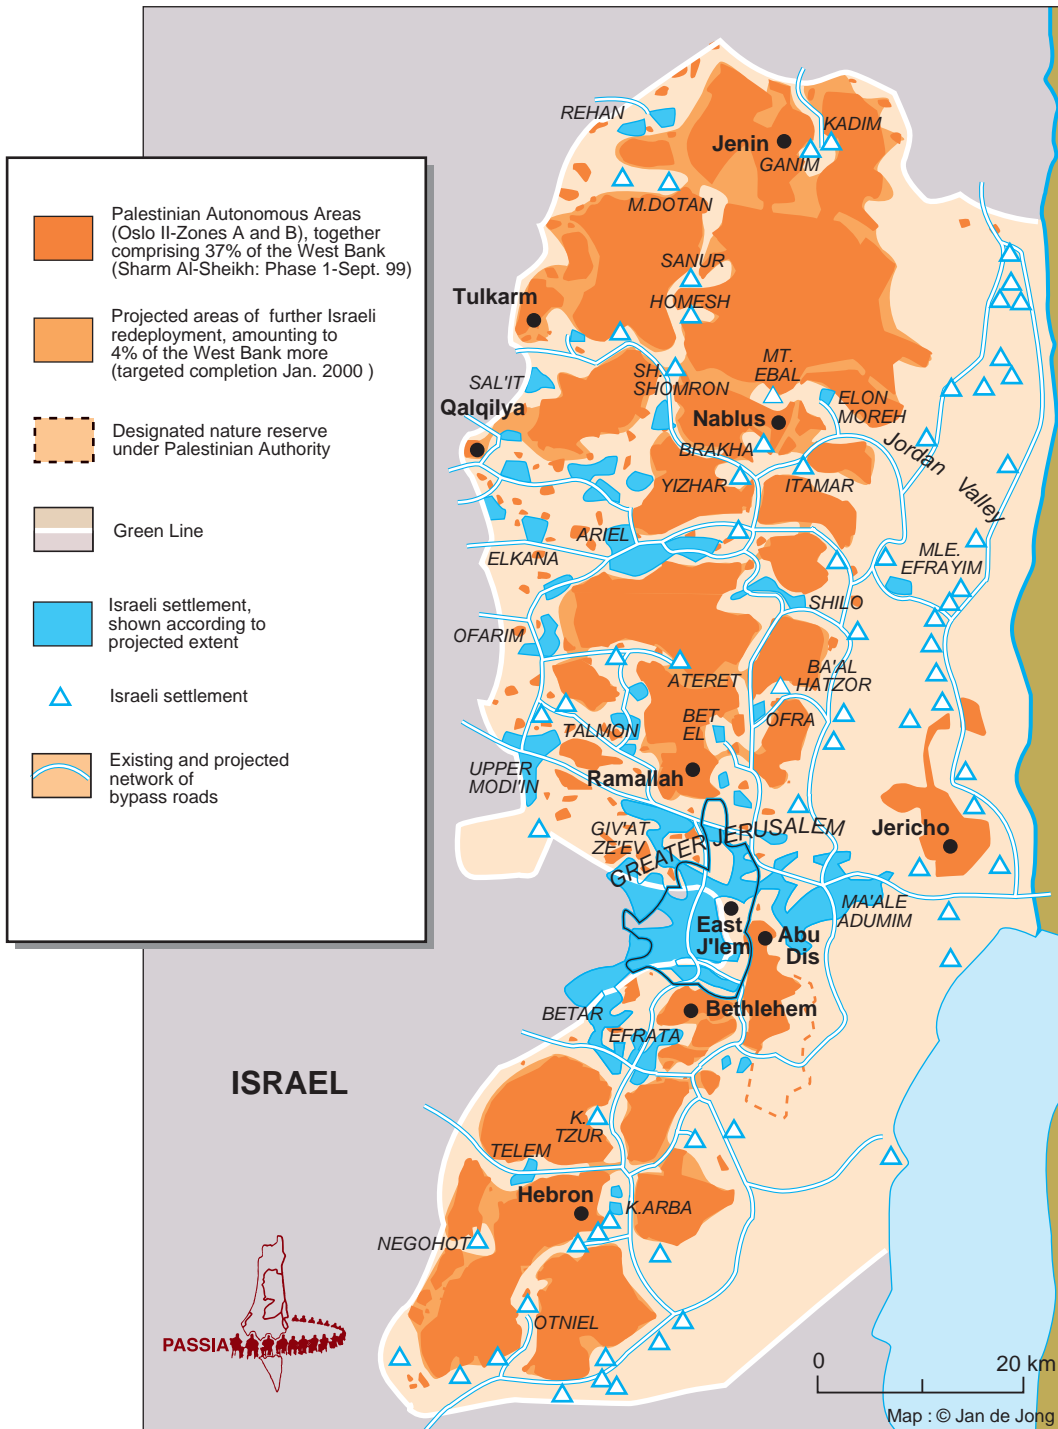 Palestinian Autonomous Areas
(Oslo II-Zones A and B), together
comprising 37% of the West Bank
(Sharm Al-Sheikh: Phase 1-Sept. 99)
Projected areas of further Israeli
redeployment, amounting to
4% of the West Bank more
(targeted completion Jan. 2000 )
Designated nature reserve
under Palestinian Authority
Green Line
Israeli settlement,
shown according to
projected extent
Israeli settlement
Existing and projected
network of
bypass roads
REHAN
KADIM
Jenin
GANIM
M.DOTAN
SANUR
HOMESH
Tulkarm
SAL'IT
SH.
SHOMRON
MT.
EBAL
ELON
MOREH
Qalqilya
Nablus
BRAKHA
YIZHAR
ITAMAR
Jordan
Valley
ARIEL
ELKANA
MLE.
EFRAYIM
SHILO
OFARIM
ATERET
BA'AL
HATZOR
BET
EL
OFRA
TALMON
UPPER
MODI'IN
Ramallah
GIV'AT
ZE'EV
GREATER JERUSALEM
Jericho
MA'ALE
ADUMIM
East
J'lem
Abu
Dis
BETAR
Bethlehem
EFRATA
ISRAEL
K.
TZUR
TELEM
Hebron
K.ARBA
NEGOHOT
OTNIEL
PASSIA
0
20 km
Map : © Jan de Jong